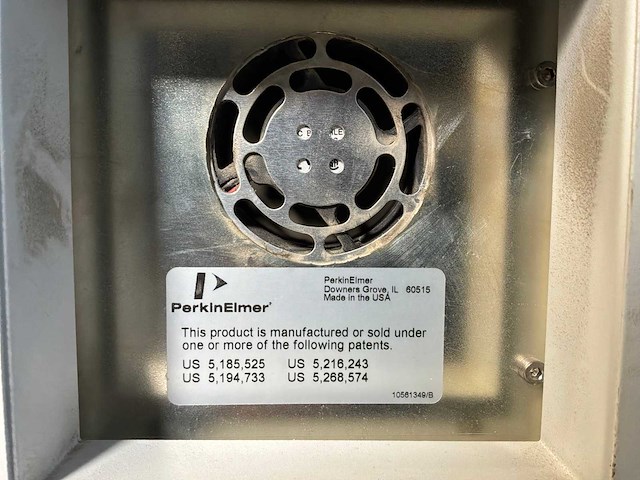 PerkinElmer
Downers Grove, IL 60515
Made in the USA
PerkinElmer®
This product is manufactured or sold under
one or more of the following patents.
US 5,185,525 US 5,216,243
US 5,194,733 US 5,268,574
10561349/B